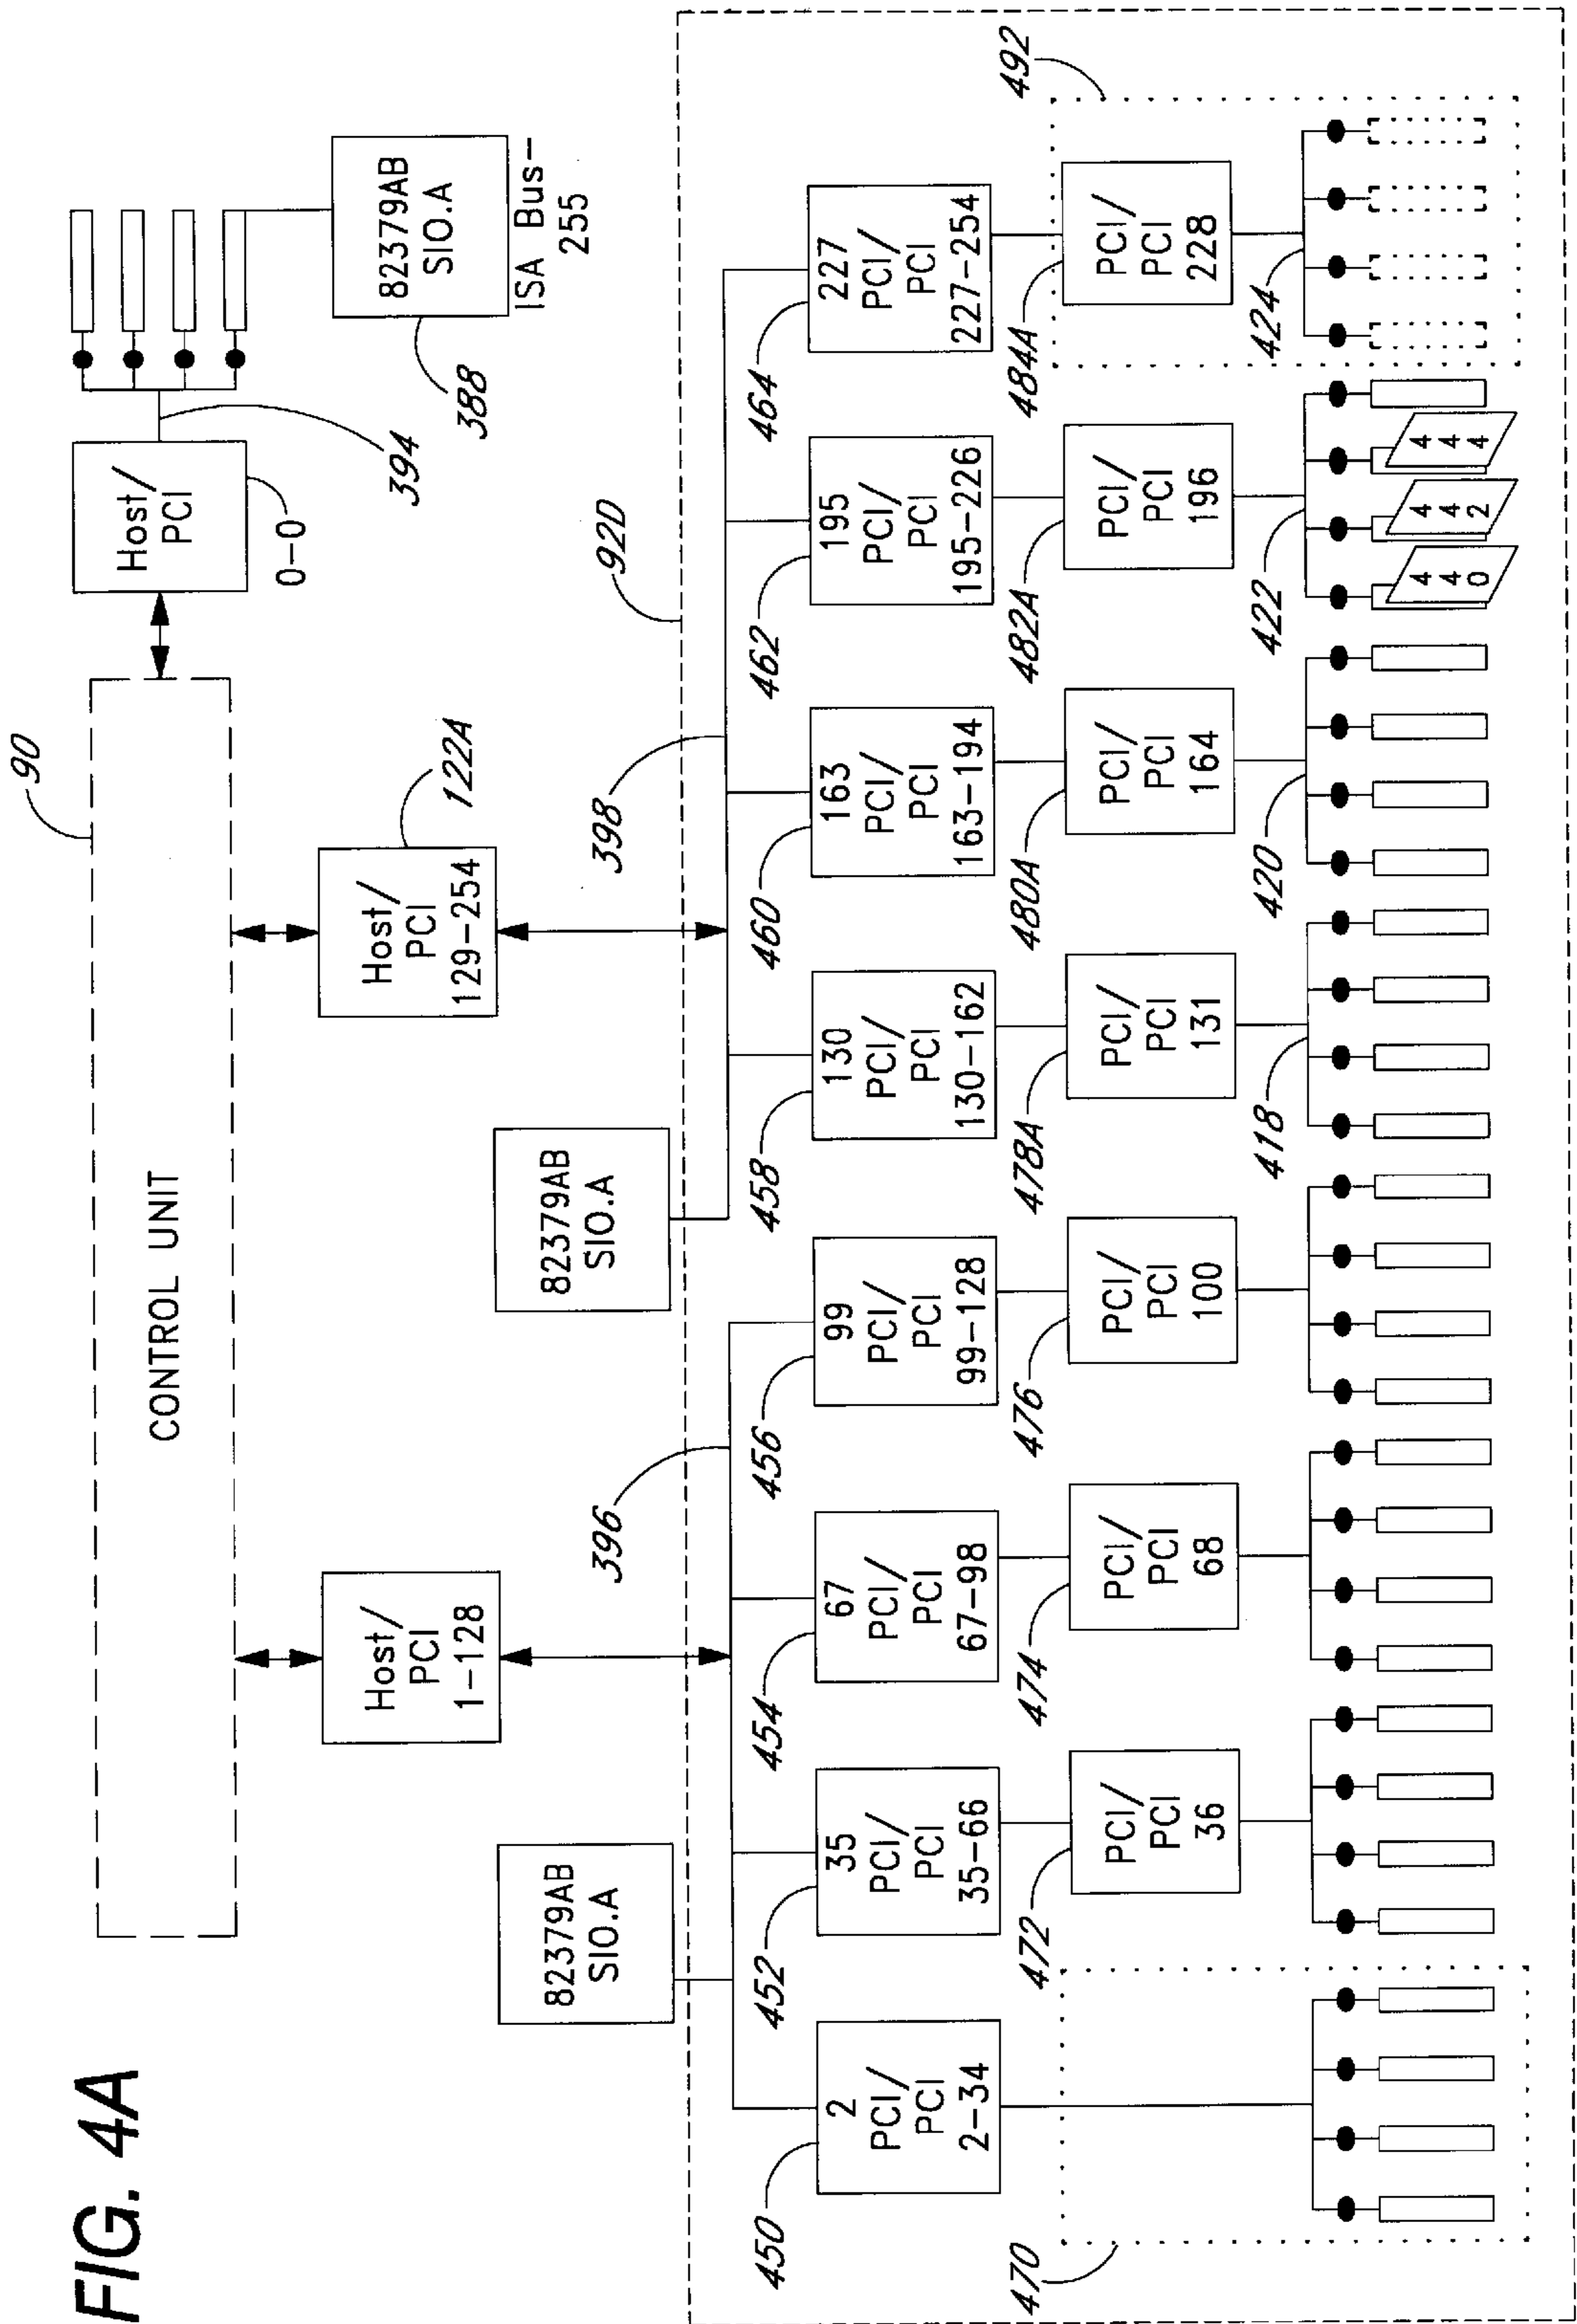 FIG. 4A
90
CONTROL UNIT
Host/
PCI
0-0
394
82379AB
SIO.A
ISA Bus-
255
388
Host/
PCI
1-128
Host/
PCI
129-254
122A
82379AB
SIO.A
82379AB
SIO.A
396
398
92D
2
PCI/
PCI
2-34
450
35
PCI/
PCI
35-66
452
67
PCI/
PCI
67-98
454
99
PCI/
PCI
99-128
456
130
PCI/
PCI
130-162
458
163
PCI/
PCI
163-194
460
195
PCI/
PCI
195-226
462
227
PCI/
PCI
227-254
464
470
PCI/
PCI
36
472
PCI/
PCI
68
474
PCI/
PCI
100
476
PCI/
PCI
131
478A
PCI/
PCI
164
480A
PCI/
PCI
196
482A
PCI/
PCI
228
484A
492
418
420
422
424
440
442
444